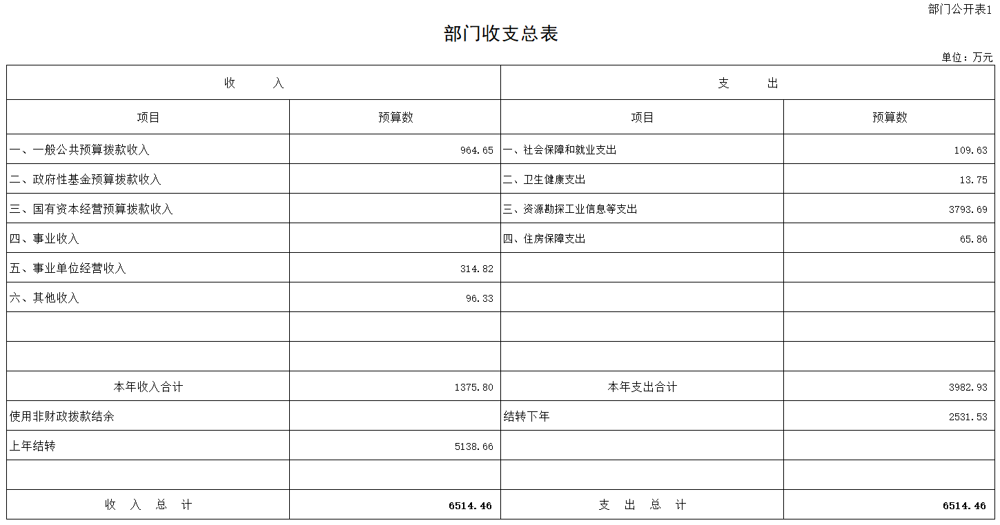 部门公开表1
部门收支总表
单位：万元
收 入 支 出
项目 预算数 项目 预算数
一、一般公共预算拨款收入 964.65 一、社会保障和就业支出 109.63
二、政府性基金预算拨款收入 二、卫生健康支出 13.75
三、国有资本经营预算拨款收入 三、资源勘探工业信息等支出 3793.69
四、事业收入 四、住房保障支出 65.86
五、事业单位经营收入 314.82
六、其他收入 96.33
本年收入合计 1375.80 本年支出合计 3982.93
使用非财政拨款结余 结转下年 2531.53
上年结转 5138.66
收 入 总 计 6514.46 支 出 总 计 6514.46